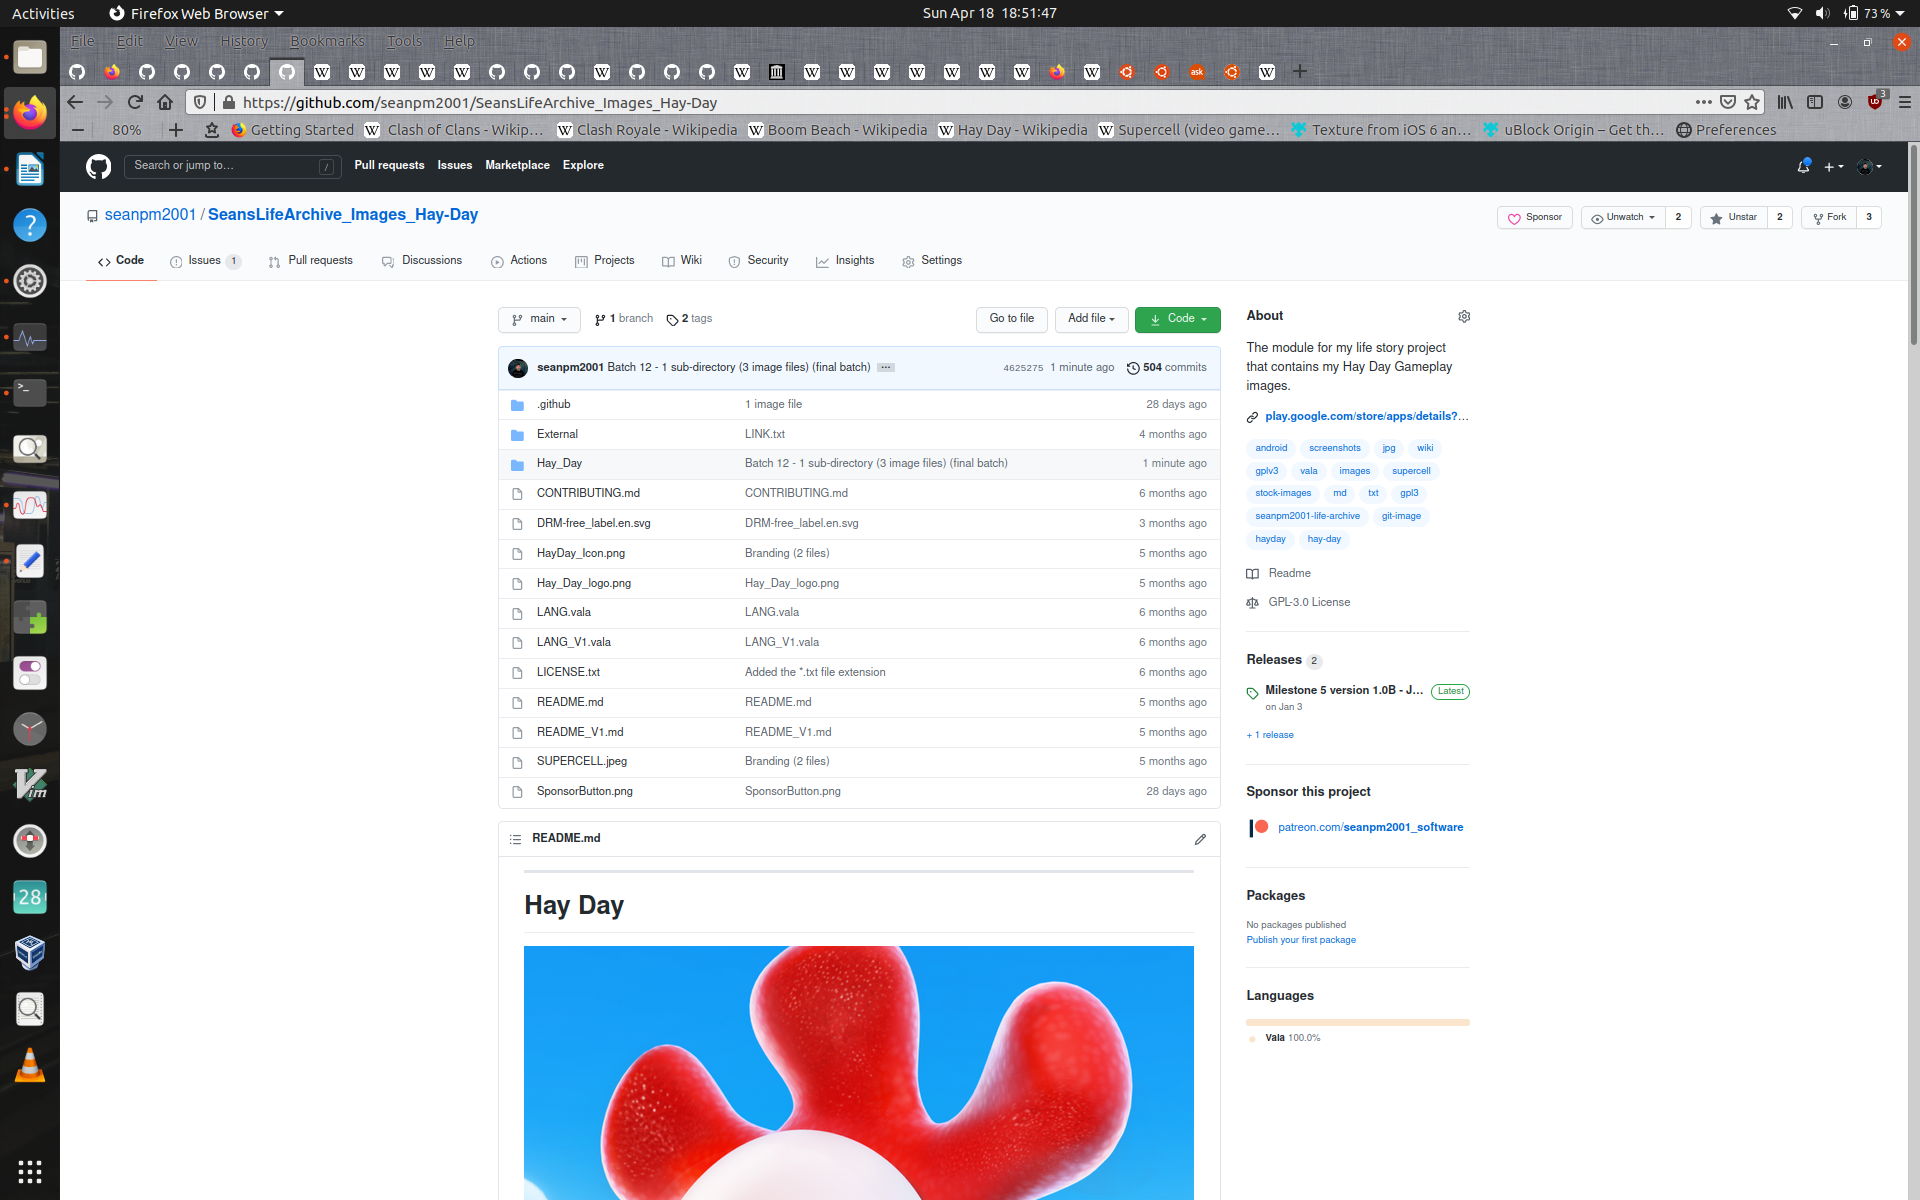 Activities Firefox Web Browser Sun Apr 18 18:51:47 73 %
File Edit View History Bookmarks Tools Help
https://github.com/seanpm2001/SeansLifeArchive_Images_Hay-Day 3
80% Getting Started Clash of Clans - Wikip… Clash Royale - Wikipedia Boom Beach - Wikipedia Hay Day - Wikipedia Supercell (video game… Texture from iOS 6 an… uBlock Origin – Get th… Preferences
Search or jump to… / Pull requests Issues Marketplace Explore
seanpm2001 / SeansLifeArchive_Images_Hay-Day Sponsor Unwatch 2 Unstar 2 Fork 3
Code Issues 1 Pull requests Discussions Actions Projects Wiki Security Insights Settings
main 1 branch 2 tags Go to file Add file Code
seanpm2001 Batch 12 - 1 sub-directory (3 image files) (final batch) ... 4625275 1 minute ago 504 commits
.github 1 image file 28 days ago
External LINK.txt 4 months ago
Hay_Day Batch 12 - 1 sub-directory (3 image files) (final batch) 1 minute ago
CONTRIBUTING.md CONTRIBUTING.md 6 months ago
DRM-free_label.en.svg DRM-free_label.en.svg 3 months ago
HayDay_Icon.png Branding (2 files) 5 months ago
Hay_Day_logo.png Hay_Day_logo.png 5 months ago
LANG.vala LANG.vala 6 months ago
LANG_V1.vala LANG_V1.vala 6 months ago
LICENSE.txt Added the *.txt file extension 6 months ago
README.md README.md 5 months ago
README_V1.md README_V1.md 5 months ago
SUPERCELL.jpeg Branding (2 files) 5 months ago
SponsorButton.png SponsorButton.png 28 days ago
README.md
Hay Day
About
The module for my life story project
that contains my Hay Day Gameplay
images.
play.google.com/store/apps/details?…
android screenshots jpg wiki
gplv3 vala images supercell
stock-images md txt gpl3
seanpm2001-life-archive git-image
hayday hay-day
Readme
GPL-3.0 License
Releases 2
Milestone 5 version 1.0B - J… Latest
on Jan 3
+ 1 release
Sponsor this project
patreon.com/seanpm2001_software
Packages
No packages published
Publish your first package
Languages
Vala 100.0%
28